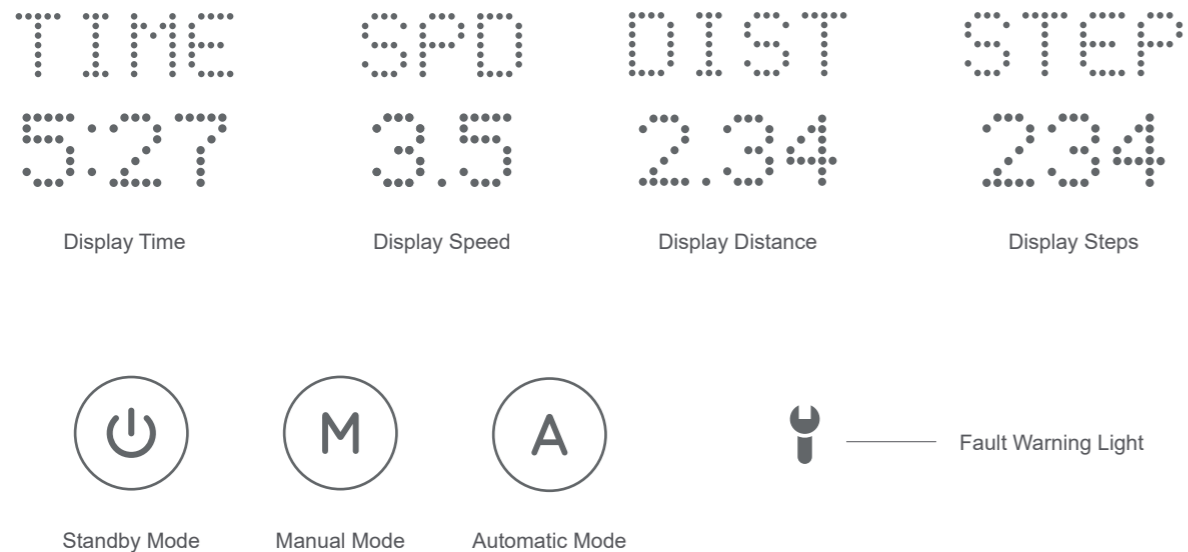 TIME SPD DIST STEP
5:27 3.5 2.34 234
Display Time Display Speed Display Distance Display Steps
M A
Fault Warning Light
Standby Mode Manual Mode Automatic Mode